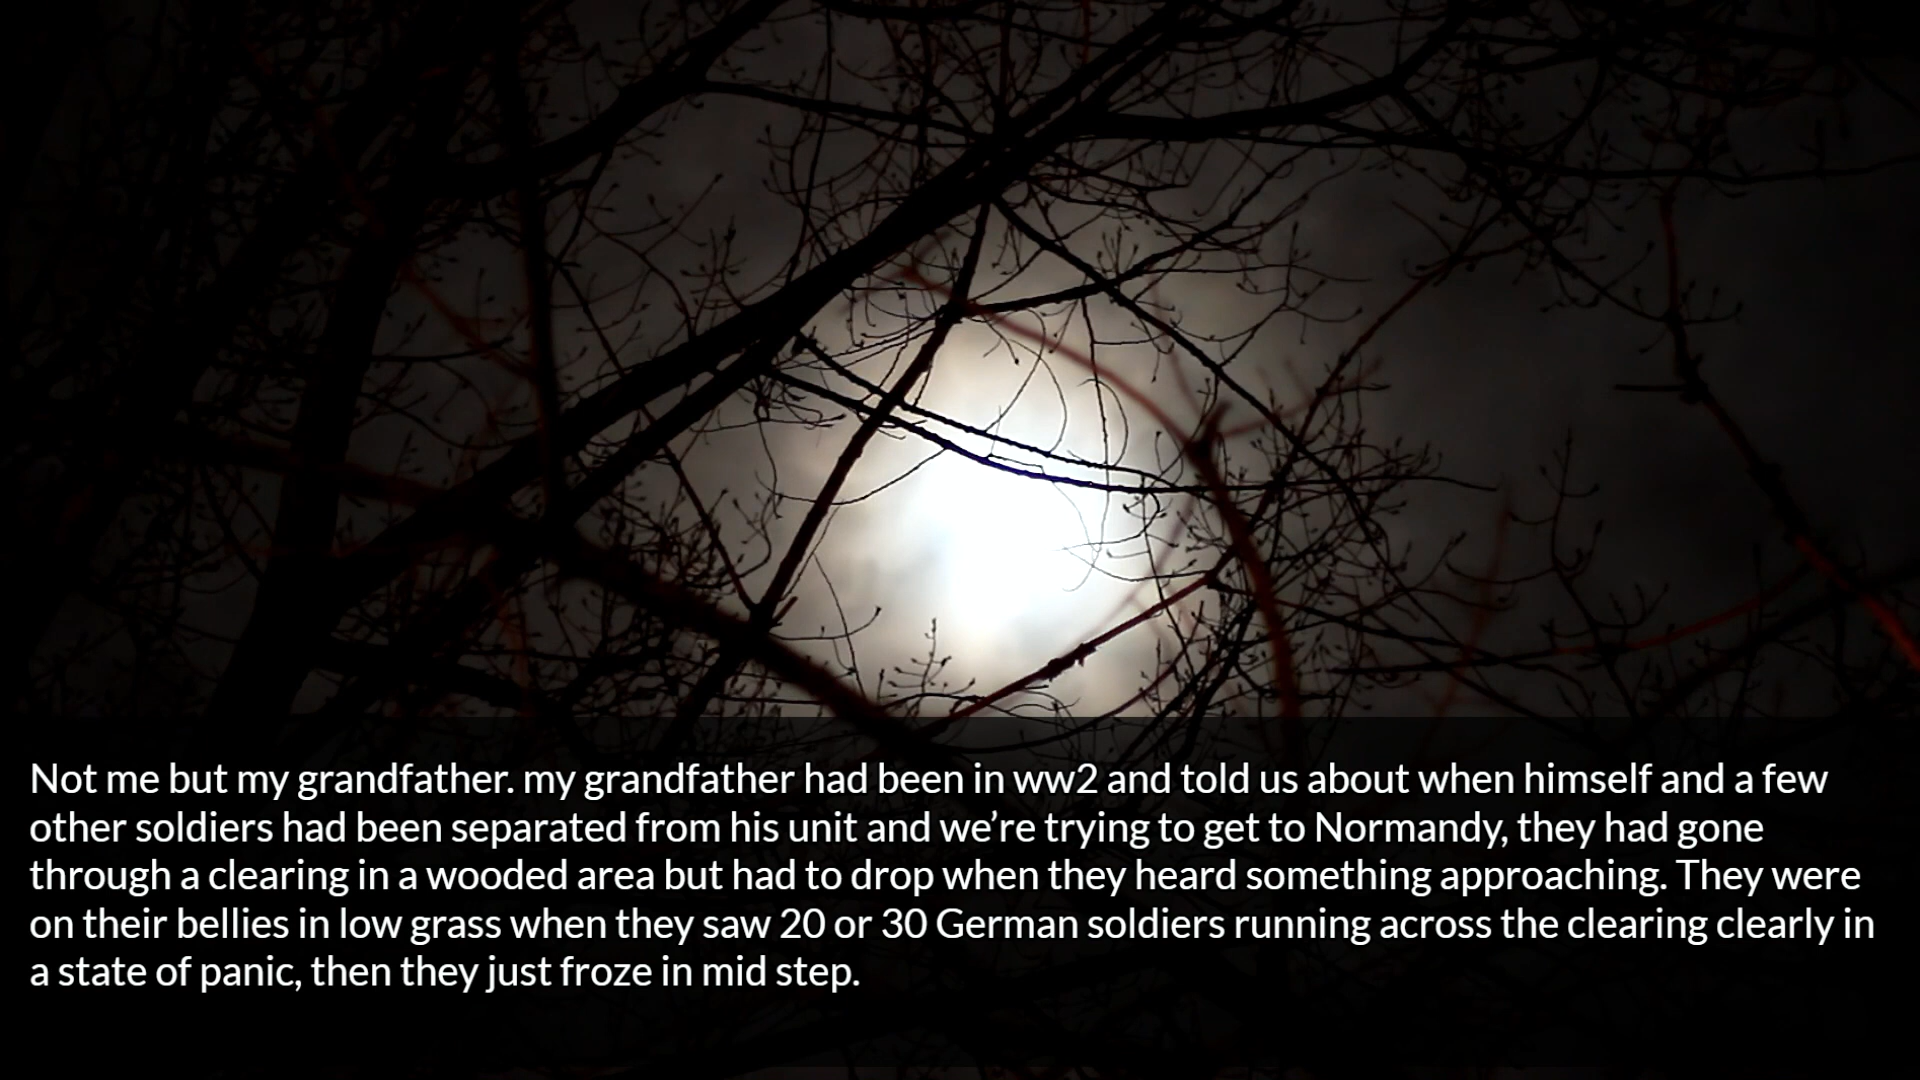 Not me but my grandfather. my grandfather had been in ww2 and told us about when himself and a few
other soldiers had been separated from his unit and we’re trying to get to Normandy, they had gone
through a clearing in a wooded area but had to drop when they heard something approaching. They were
on their bellies in low grass when they saw 20 or 30 German soldiers running across the clearing clearly in
a state of panic, then they just froze in mid step.